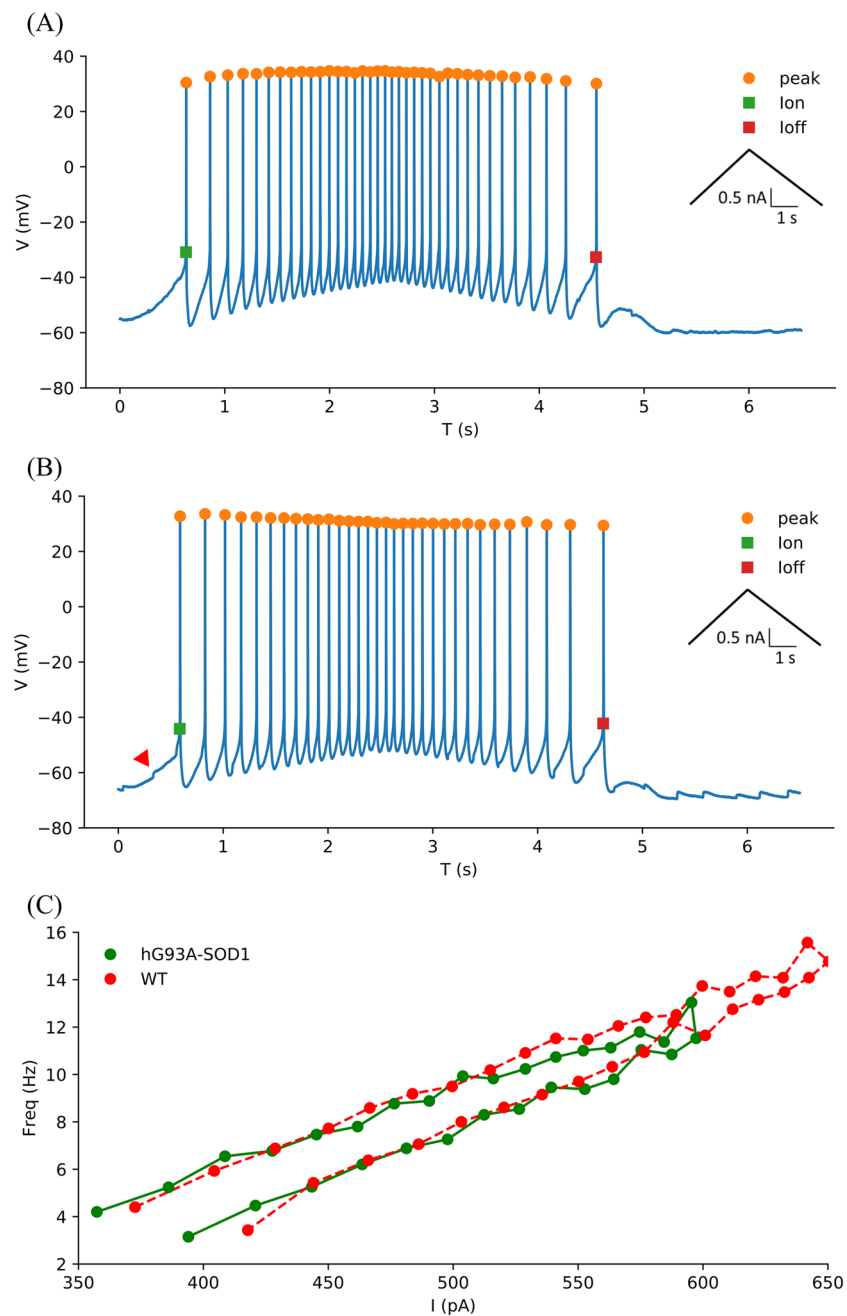 (A)
40
20
0
−20
−40
−60
−80
V (mV)
0 1 2 3 4 5 6
T (s)
peak
Ion
Ioff
0.5 nA
1 s
(B)
40
20
0
−20
−40
−60
−80
V (mV)
0 1 2 3 4 5 6
T (s)
peak
Ion
Ioff
0.5 nA
1 s
(C)
16
14
12
10
8
6
4
2
Freq (Hz)
hG93A-SOD1
WT
350 400 450 500 550 600 650
I (pA)